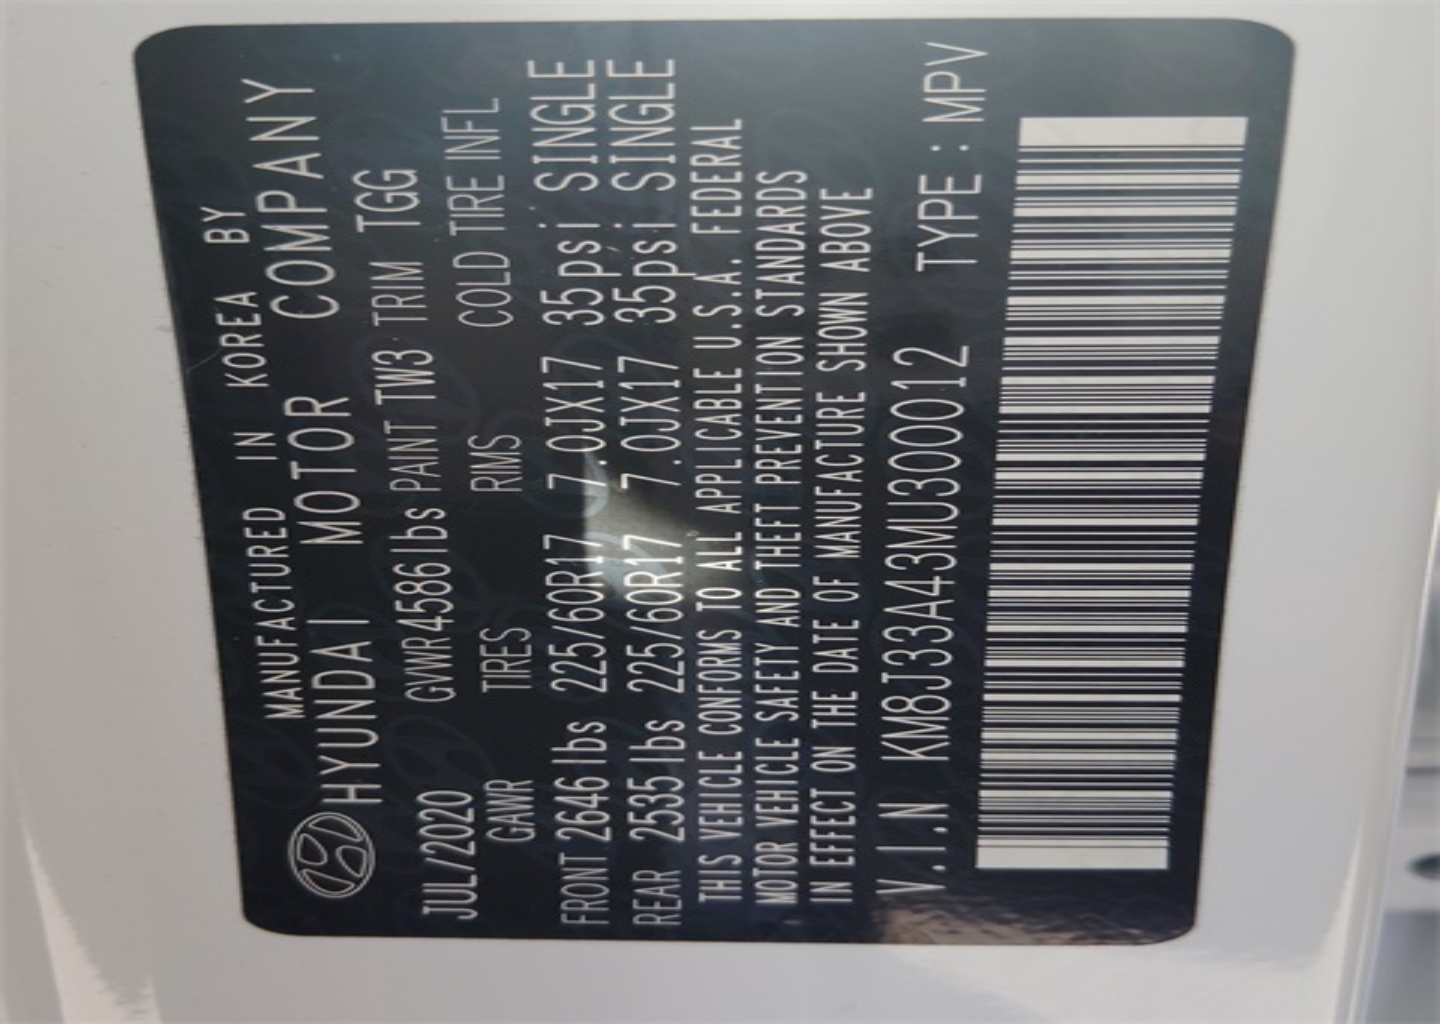 MANUFACTURED IN KOREA BY
HYUNDAI MOTOR COMPANY
JUL/2020 GVWR4586lbs PAINT TW3 TRIM TGG
GAWR TIRES RIMS COLD TIRE INFL
FRONT 2646 lbs 225/60R17 7.0JX17 35psi SINGLE
REAR 2535 lbs 225/60R17 7.0JX17 35psi SINGLE
THIS VEHICLE CONFORMS TO ALL APPLICABLE U.S.A. FEDERAL
MOTOR VEHICLE SAFETY AND THEFT PREVENTION STANDARDS
IN EFFECT ON THE DATE OF MANUFACTURE SHOWN ABOVE
V.I.N KM8J33A43MU300012 TYPE : MPV